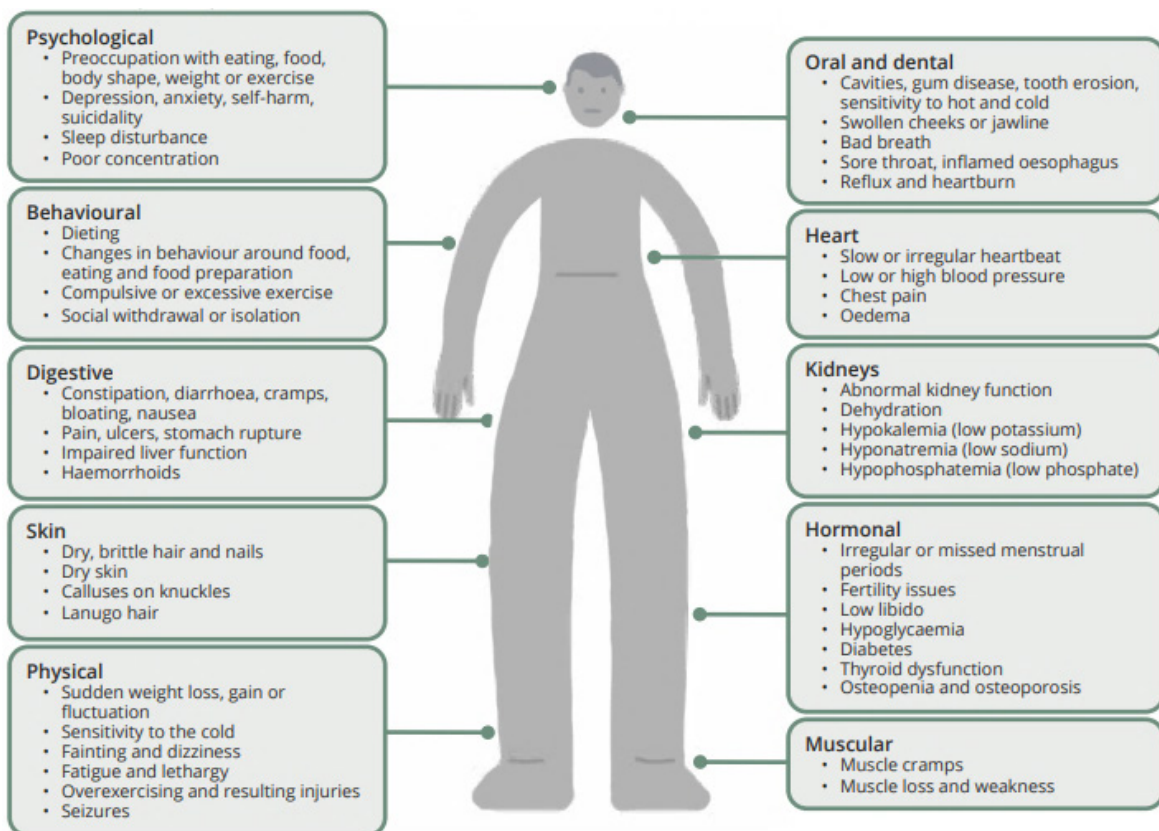 Psychological
• Preoccupation with eating, food,
body shape, weight or exercise
• Depression, anxiety, self-harm,
suicidality
• Sleep disturbance
• Poor concentration
Behavioural
• Dieting
• Changes in behaviour around food,
eating and food preparation
• Compulsive or excessive exercise
• Social withdrawal or isolation
Digestive
• Constipation, diarrhoea, cramps,
bloating, nausea
• Pain, ulcers, stomach rupture
• Impaired liver function
• Haemorrhoids
Skin
• Dry, brittle hair and nails
• Dry skin
• Calluses on knuckles
• Lanugo hair
Physical
• Sudden weight loss, gain or
fluctuation
• Sensitivity to the cold
• Fainting and dizziness
• Fatigue and lethargy
• Overexercising and resulting injuries
• Seizures
Oral and dental
• Cavities, gum disease, tooth erosion,
sensitivity to hot and cold
• Swollen cheeks or jawline
• Bad breath
• Sore throat, inflamed oesophagus
• Reflux and heartburn
Heart
• Slow or irregular heartbeat
• Low or high blood pressure
• Chest pain
• Oedema
Kidneys
• Abnormal kidney function
• Dehydration
• Hypokalemia (low potassium)
• Hyponatremia (low sodium)
• Hypophosphatemia (low phosphate)
Hormonal
• Irregular or missed menstrual
periods
• Fertility issues
• Low libido
• Hypoglycaemia
• Diabetes
• Thyroid dysfunction
• Osteopenia and osteoporosis
Muscular
• Muscle cramps
• Muscle loss and weakness